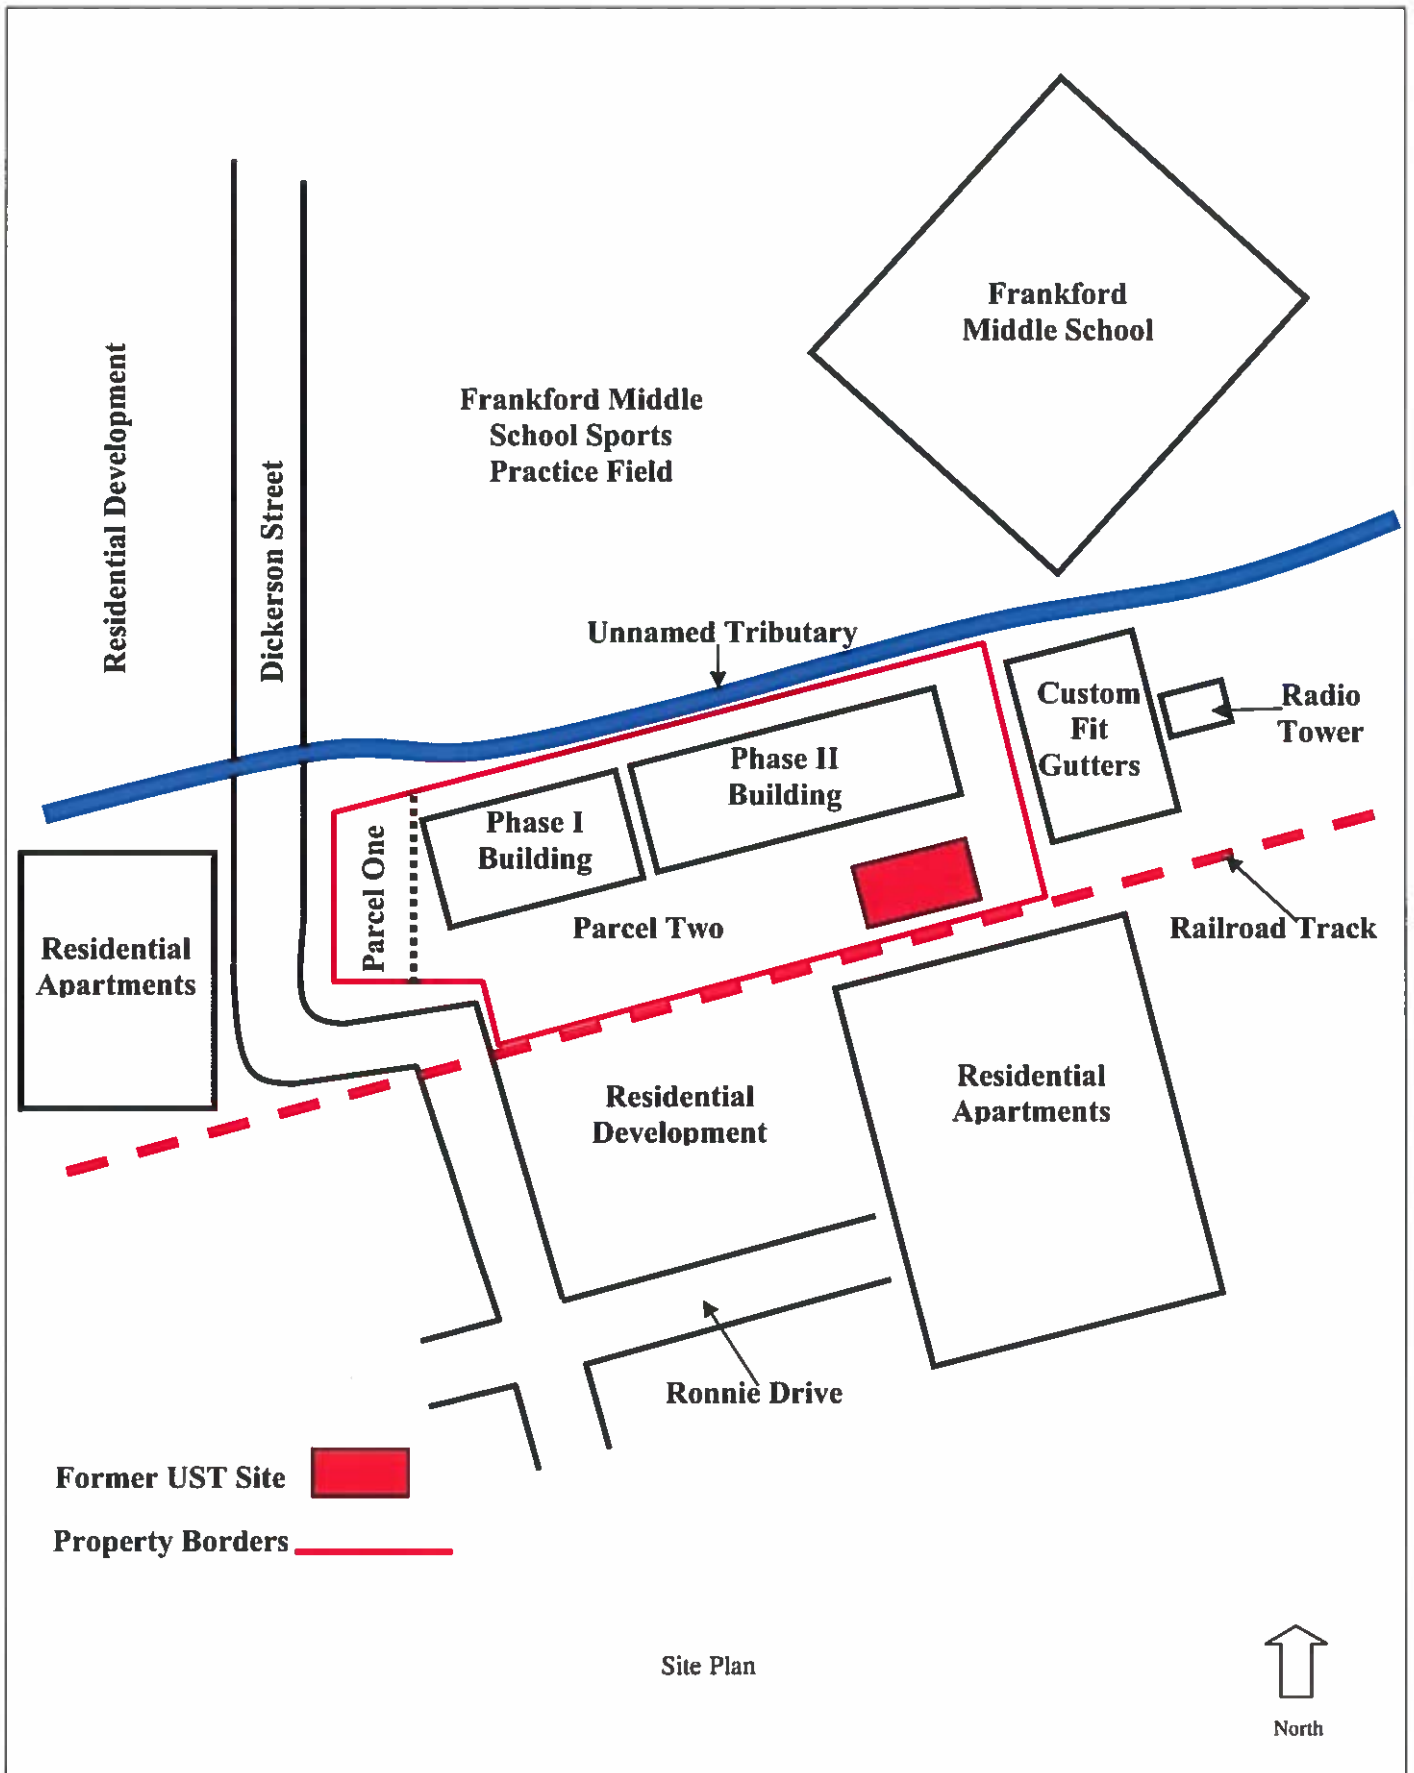 Frankford
Middle School
Residential Development
Dickerson Street
Frankford Middle
School Sports
Practice Field
Unnamed Tributary
Custom
Fit
Gutters
Radio
Tower
Phase II
Building
Phase I
Building
Parcel One
Parcel Two
Railroad Track
Residential
Apartments
Residential
Development
Residential
Apartments
Ronnie Drive
Former UST Site
Property Borders
Site Plan
North